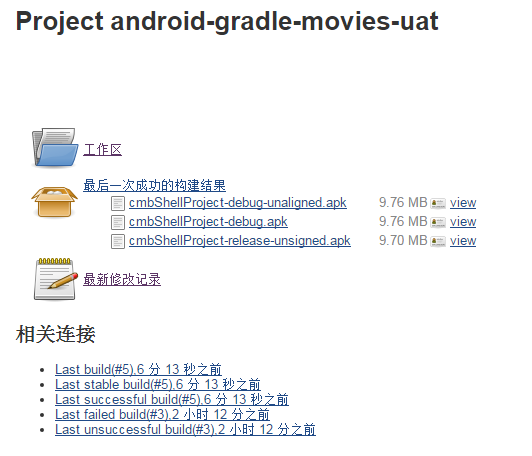 Project android-gradle-movies-uat
工作区
最后一次成功的构建结果
cmbShellProject-debug-unaligned.apk 9.76 MB view
cmbShellProject-debug.apk 9.76 MB view
cmbShellProject-release-unsigned.apk 9.70 MB view
最新修改记录
相关连接
Last build(#5),6 分 13 秒之前
Last stable build(#5),6 分 13 秒之前
Last successful build(#5),6 分 13 秒之前
Last failed build(#3),2 小时 12 分之前
Last unsuccessful build(#3),2 小时 12 分之前